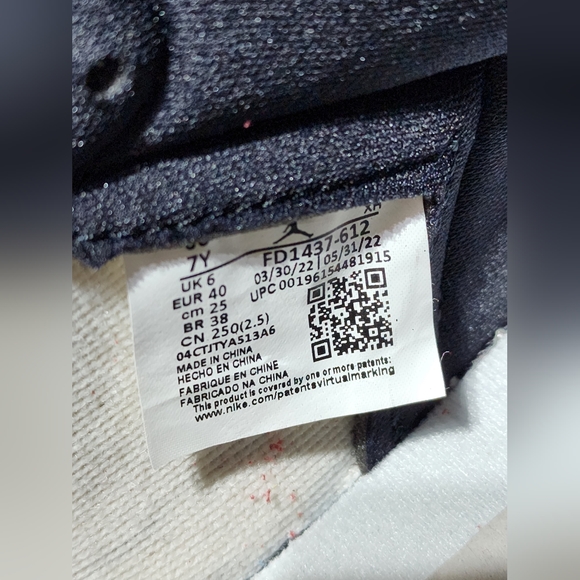 7Y
UK 6
EUR 40
cm 25
BR 38
CN 250(2.5)
04CTJTYA513A6
MADE IN CHINA
HECHO EN CHINA
FABRIQUE EN CHINE
FABRICADO NA CHINA
This product is covered by one or more patents:
www.nike.com/patentsvirtualmarking
XH
FD1437-612
03/30/22 | 05/31/22
UPC 00196154481915